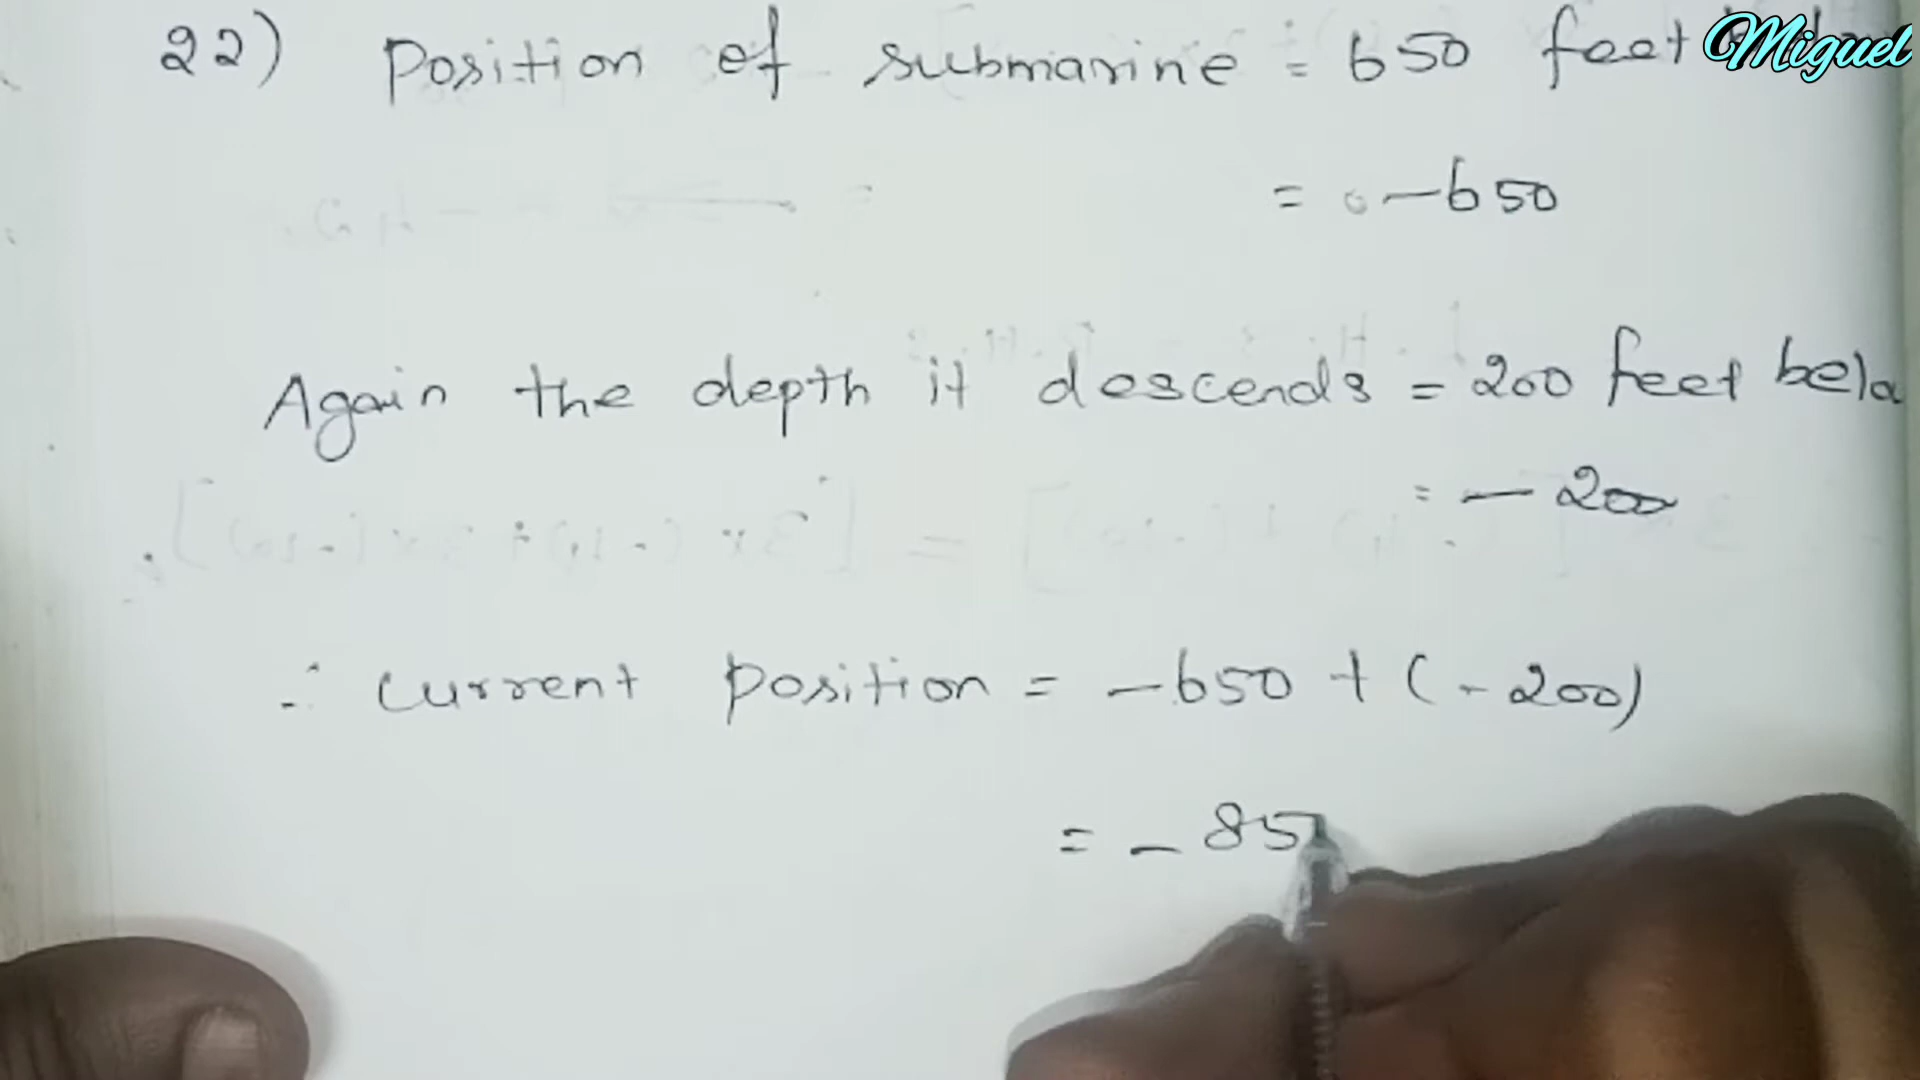 22) Position of submarine = 650 feet
Miguel
= -650
Again the depth it descends = 200 feet bela
= - 200
∴ current position = -650 + (-200)
= - 85